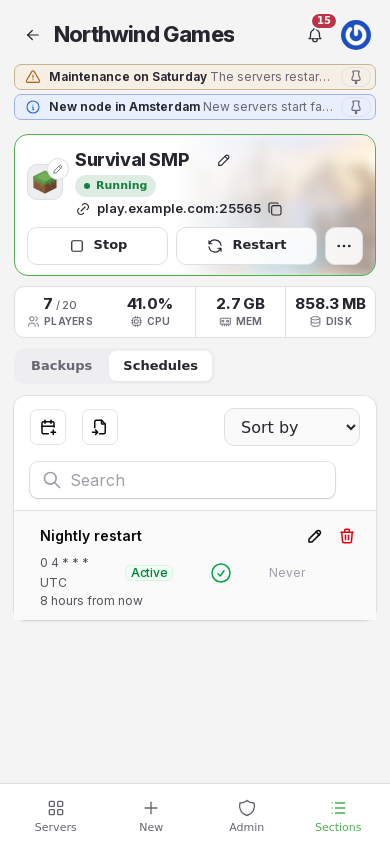 Northwind Games
15
Maintenance on Saturday The servers restar…
New node in Amsterdam New servers start fa…
Survival SMP
Running
play.example.com:25565
Stop
Restart
7 / 20
PLAYERS
41.0%
CPU
2.7 GB
MEM
858.3 MB
DISK
Backups
Schedules
Sort by
Search
Nightly restart
0 4 * * *
UTC
8 hours from now
Active
Never
Servers
New
Admin
Sections